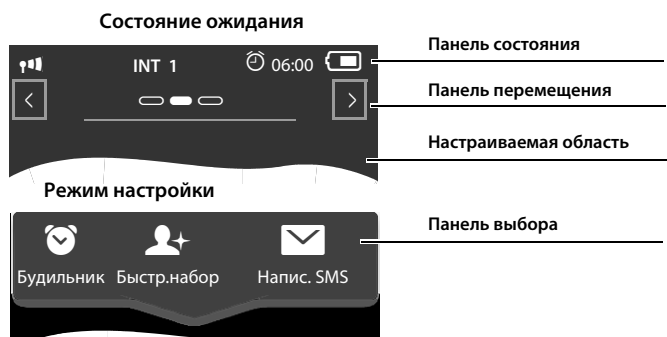 Состояние ожидания
INT 1 06:00
Панель состояния
Панель перемещения
Настраиваемая область
Режим настройки
Панель выбора
Будильник Быстр.набор Напис. SMS